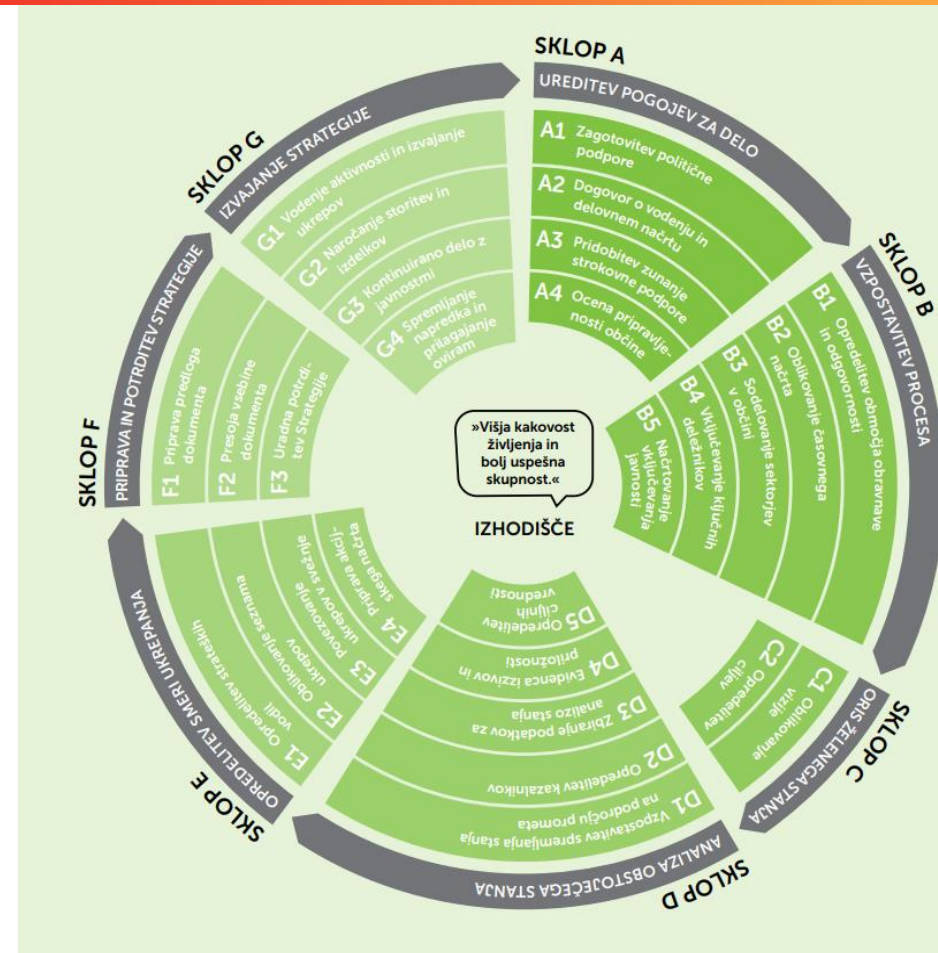 SKLOP A
UREDITEV POGOJEV ZA DELO
A1 Zagotovitev politične
podpore
A2 Dogovor o vodenju in
delovnem načrtu
A3 Pridobitev zunanje
strokovne podpore
A4 Ocena pripravlje-
nosti občine
SKLOP B
VZPOSTAVITEV PROCESA
B1 Opredelitev območja obravnave
in odgovornosti
B2 Oblikovanje časovnega
načrta
B3 Sodelovanje sektorjev
v občini
B4 Vključevanje ključnih
deležnikov
B5 Načrtovanje
vključevanja
javnosti
SKLOP C
ORIS ŽELENEGA STANJA
C1 Oblikovanje
vizije
C2 Opredelitev
ciljev
SKLOP D
ANALIZA OBSTOJEČEGA STANJA
D1 Vzpostavitev spremljanja stanja
na področju prometa
D2 Opredelitev kazalnikov
D3 Zbiranje podatkov za
analizo stanja
D4 Evidenca izzivov in
priložnosti
D5 Opredelitev
ciljnih
vrednosti
SKLOP E
OPREDELITEV SMERI UKREPANJA
E1 Opredelitev strateških
vodil
E2 Oblikovanje seznama
ukrepov
E3 Povezovanje
ukrepov v svežnje
E4 Priprava akcij-
skega načrta
SKLOP F
PRIPRAVA IN POTRDITEV STRATEGIJE
F1 Priprava predloga
dokumenta
F2 Presoja vsebine
dokumenta
F3 Uradna potrdi-
tev Strategije
SKLOP G
IZVAJANJE STRATEGIJE
G1 Vodenje aktivnosti in izvajanje
ukrepov
G2 Naročanje storitev in
izdelkov
G3 Kontinuirano delo z
javnostmi
G4 Spremljanje
napredka in
prilagajanje
oviram
»Višja kakovost
življenja in
bolj uspešna
skupnost.«
IZHODIŠČE